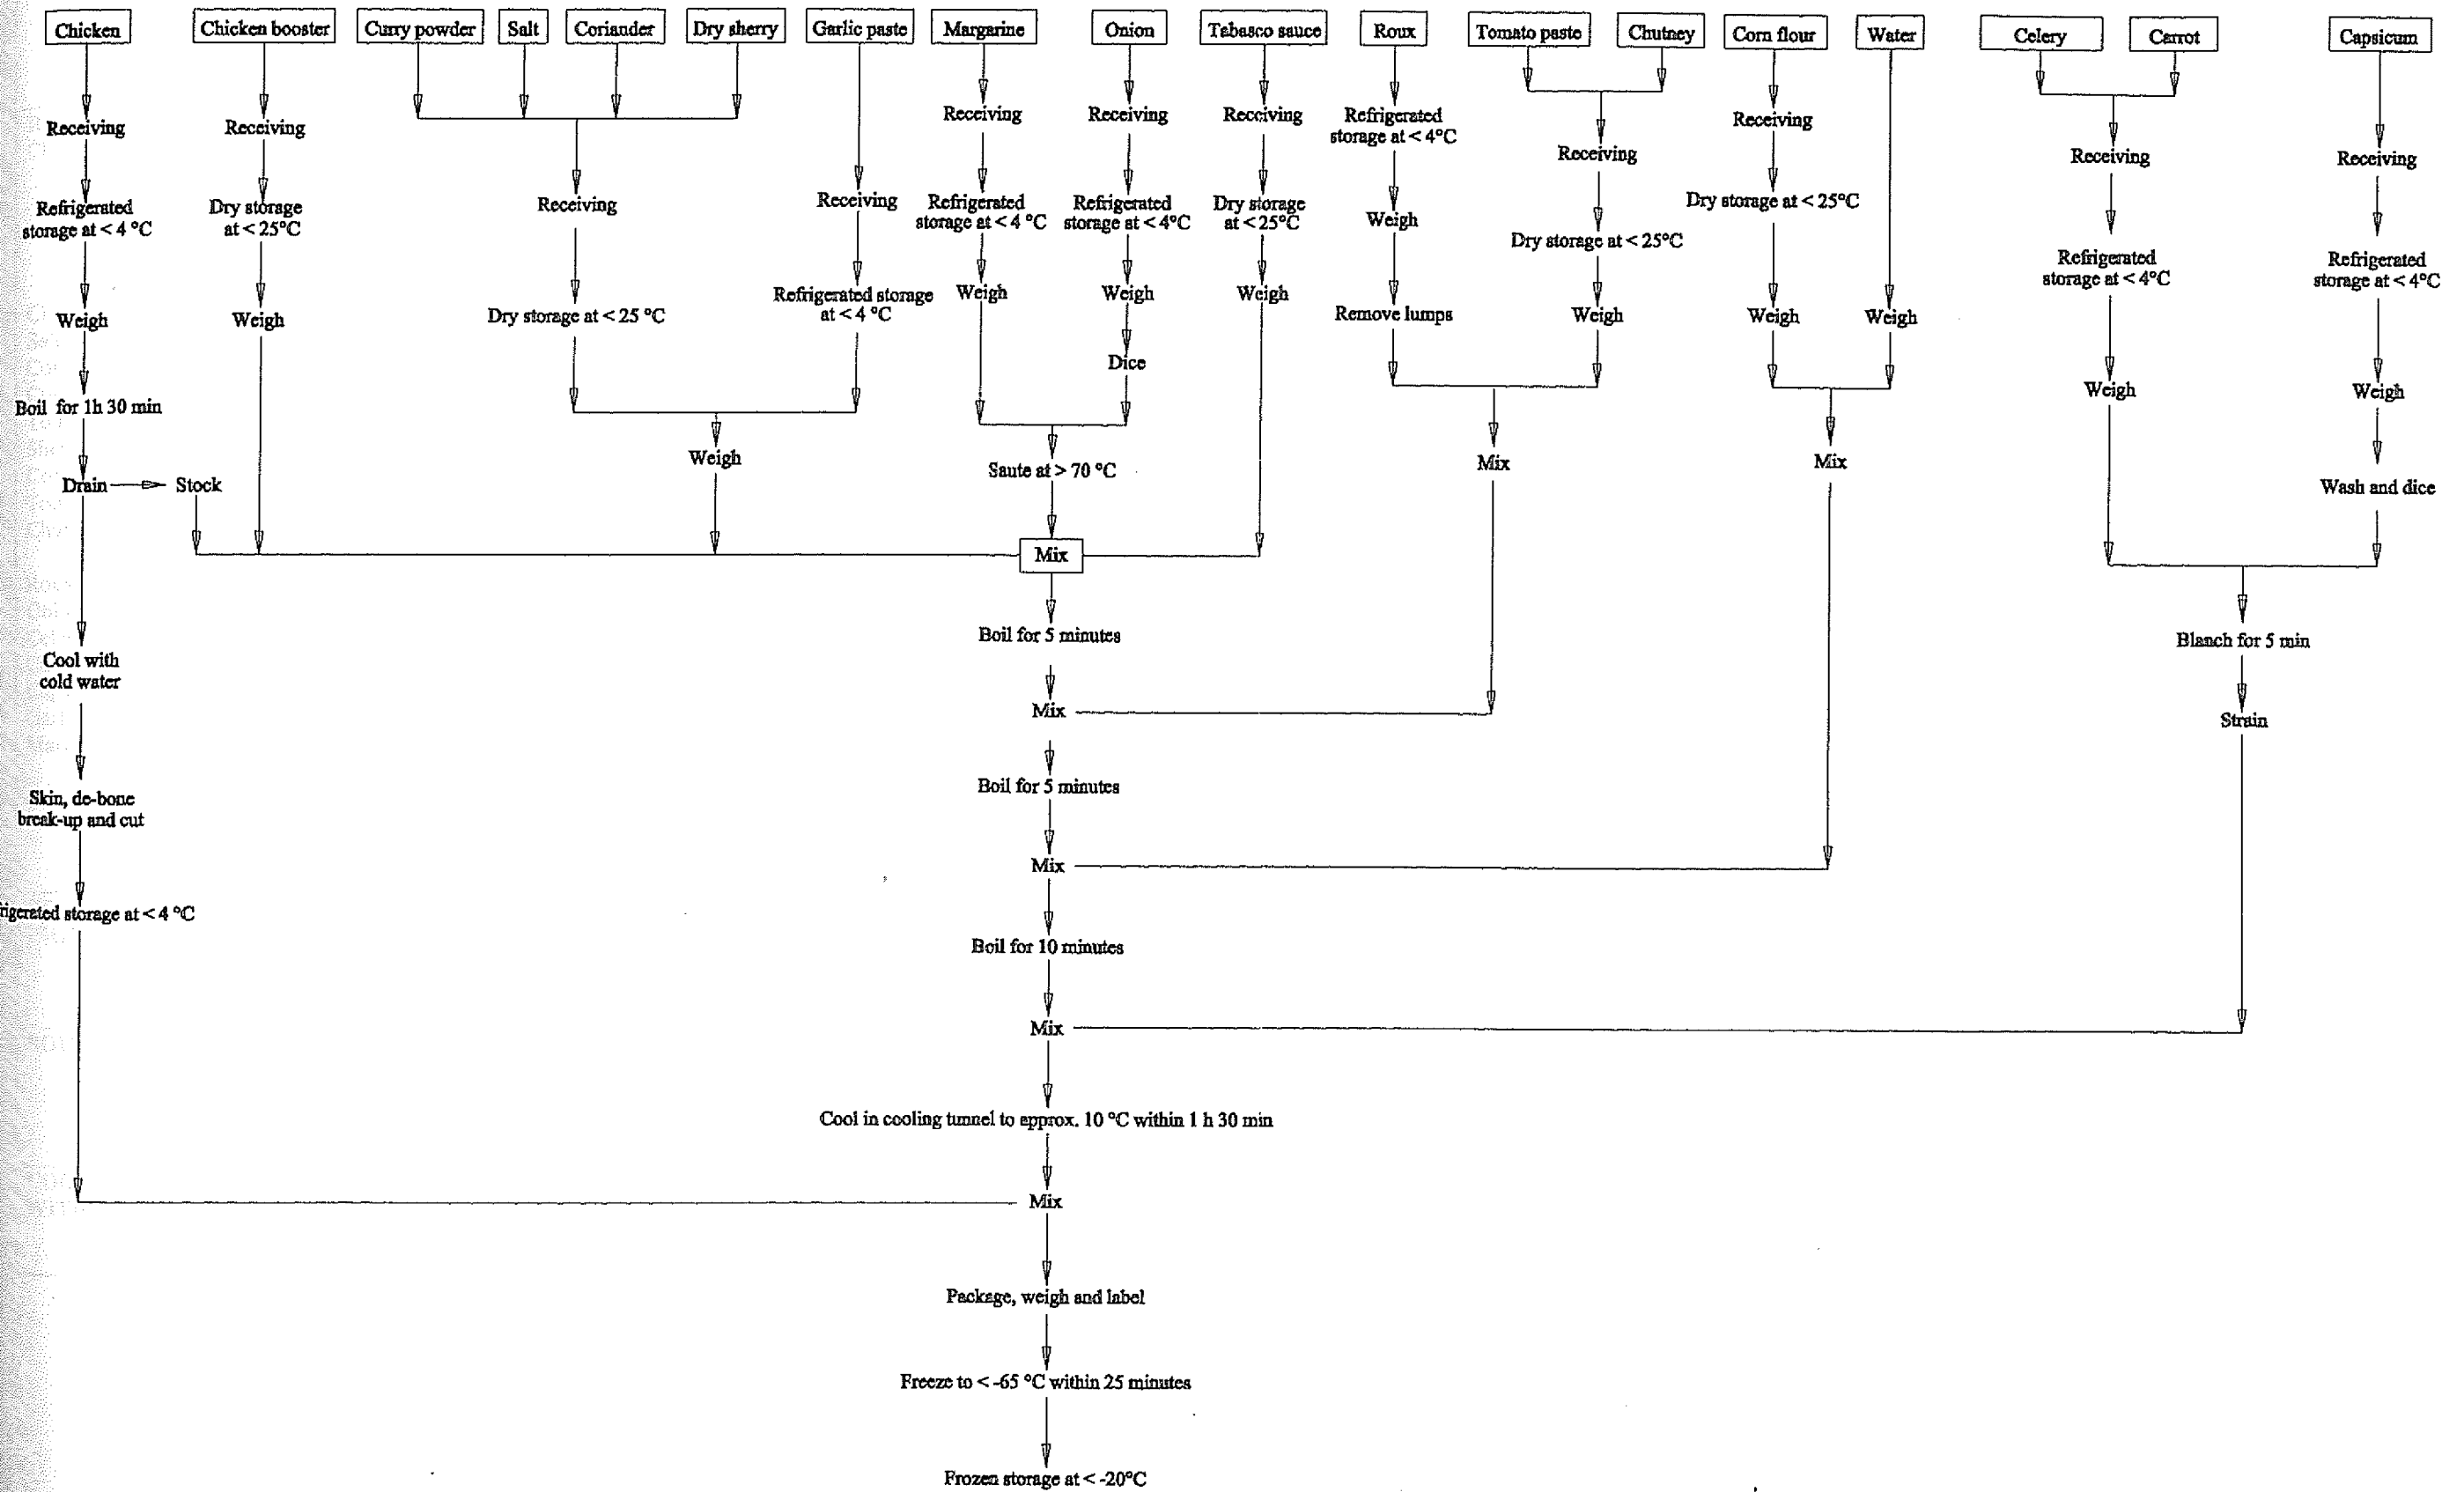 Chicken
Chicken booster
Curry powder
Salt
Coriander
Dry sherry
Garlic paste
Margarine
Onion
Tabasco sauce
Roux
Tomato paste
Chutney
Corn flour
Water
Celery
Carrot
Capsicum
Receiving
Refrigerated
storage at < 4 °C
Weigh
Boil for 1h 30 min
Drain
Stock
Cool with
cold water
Skin, de-bone
break-up and cut
rigerated storage at < 4 °C
Receiving
Dry storage
at < 25°C
Weigh
Receiving
Dry storage at < 25 °C
Receiving
Refrigerated storage
at < 4 °C
Weigh
Receiving
Refrigerated
storage at < 4 °C
Weigh
Receiving
Refrigerated
storage at < 4°C
Weigh
Dice
Saute at > 70 °C
Receiving
Dry storage
at < 25°C
Weigh
Refrigerated
storage at < 4°C
Weigh
Remove lumps
Receiving
Dry storage at < 25°C
Weigh
Mix
Receiving
Dry storage at < 25°C
Weigh
Weigh
Mix
Receiving
Refrigerated
storage at < 4°C
Weigh
Receiving
Refrigerated
storage at < 4°C
Weigh
Wash and dice
Blanch for 5 min
Strain
Mix
Boil for 5 minutes
Mix
Boil for 5 minutes
Mix
Boil for 10 minutes
Mix
Cool in cooling tunnel to approx. 10 °C within 1 h 30 min
Mix
Package, weigh and label
Freeze to < -65 °C within 25 minutes
Frozen storage at < -20°C